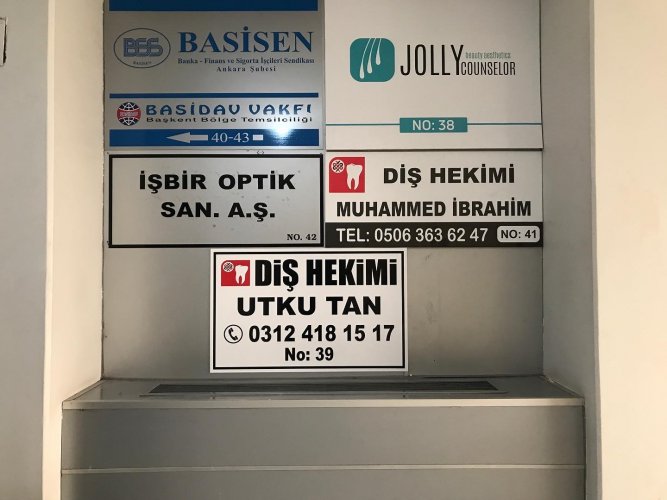 BASİSEN
Banka - Finans ve Sigorta İşçileri Sendikası
Ankara Şubesi
BASİDAV VAKFI
Başkent Bölge Temsilciliği
40-43
JOLLY
beauty aesthetics
COUNSELOR
NO: 38
İŞBİR OPTİK
SAN. A.Ş.
NO. 42
DİŞ HEKİMİ
MUHAMMED İBRAHİM
TEL: 0506 363 62 47
NO: 41
DİŞ HEKİMİ
UTKU TAN
0312 418 15 17
No: 39